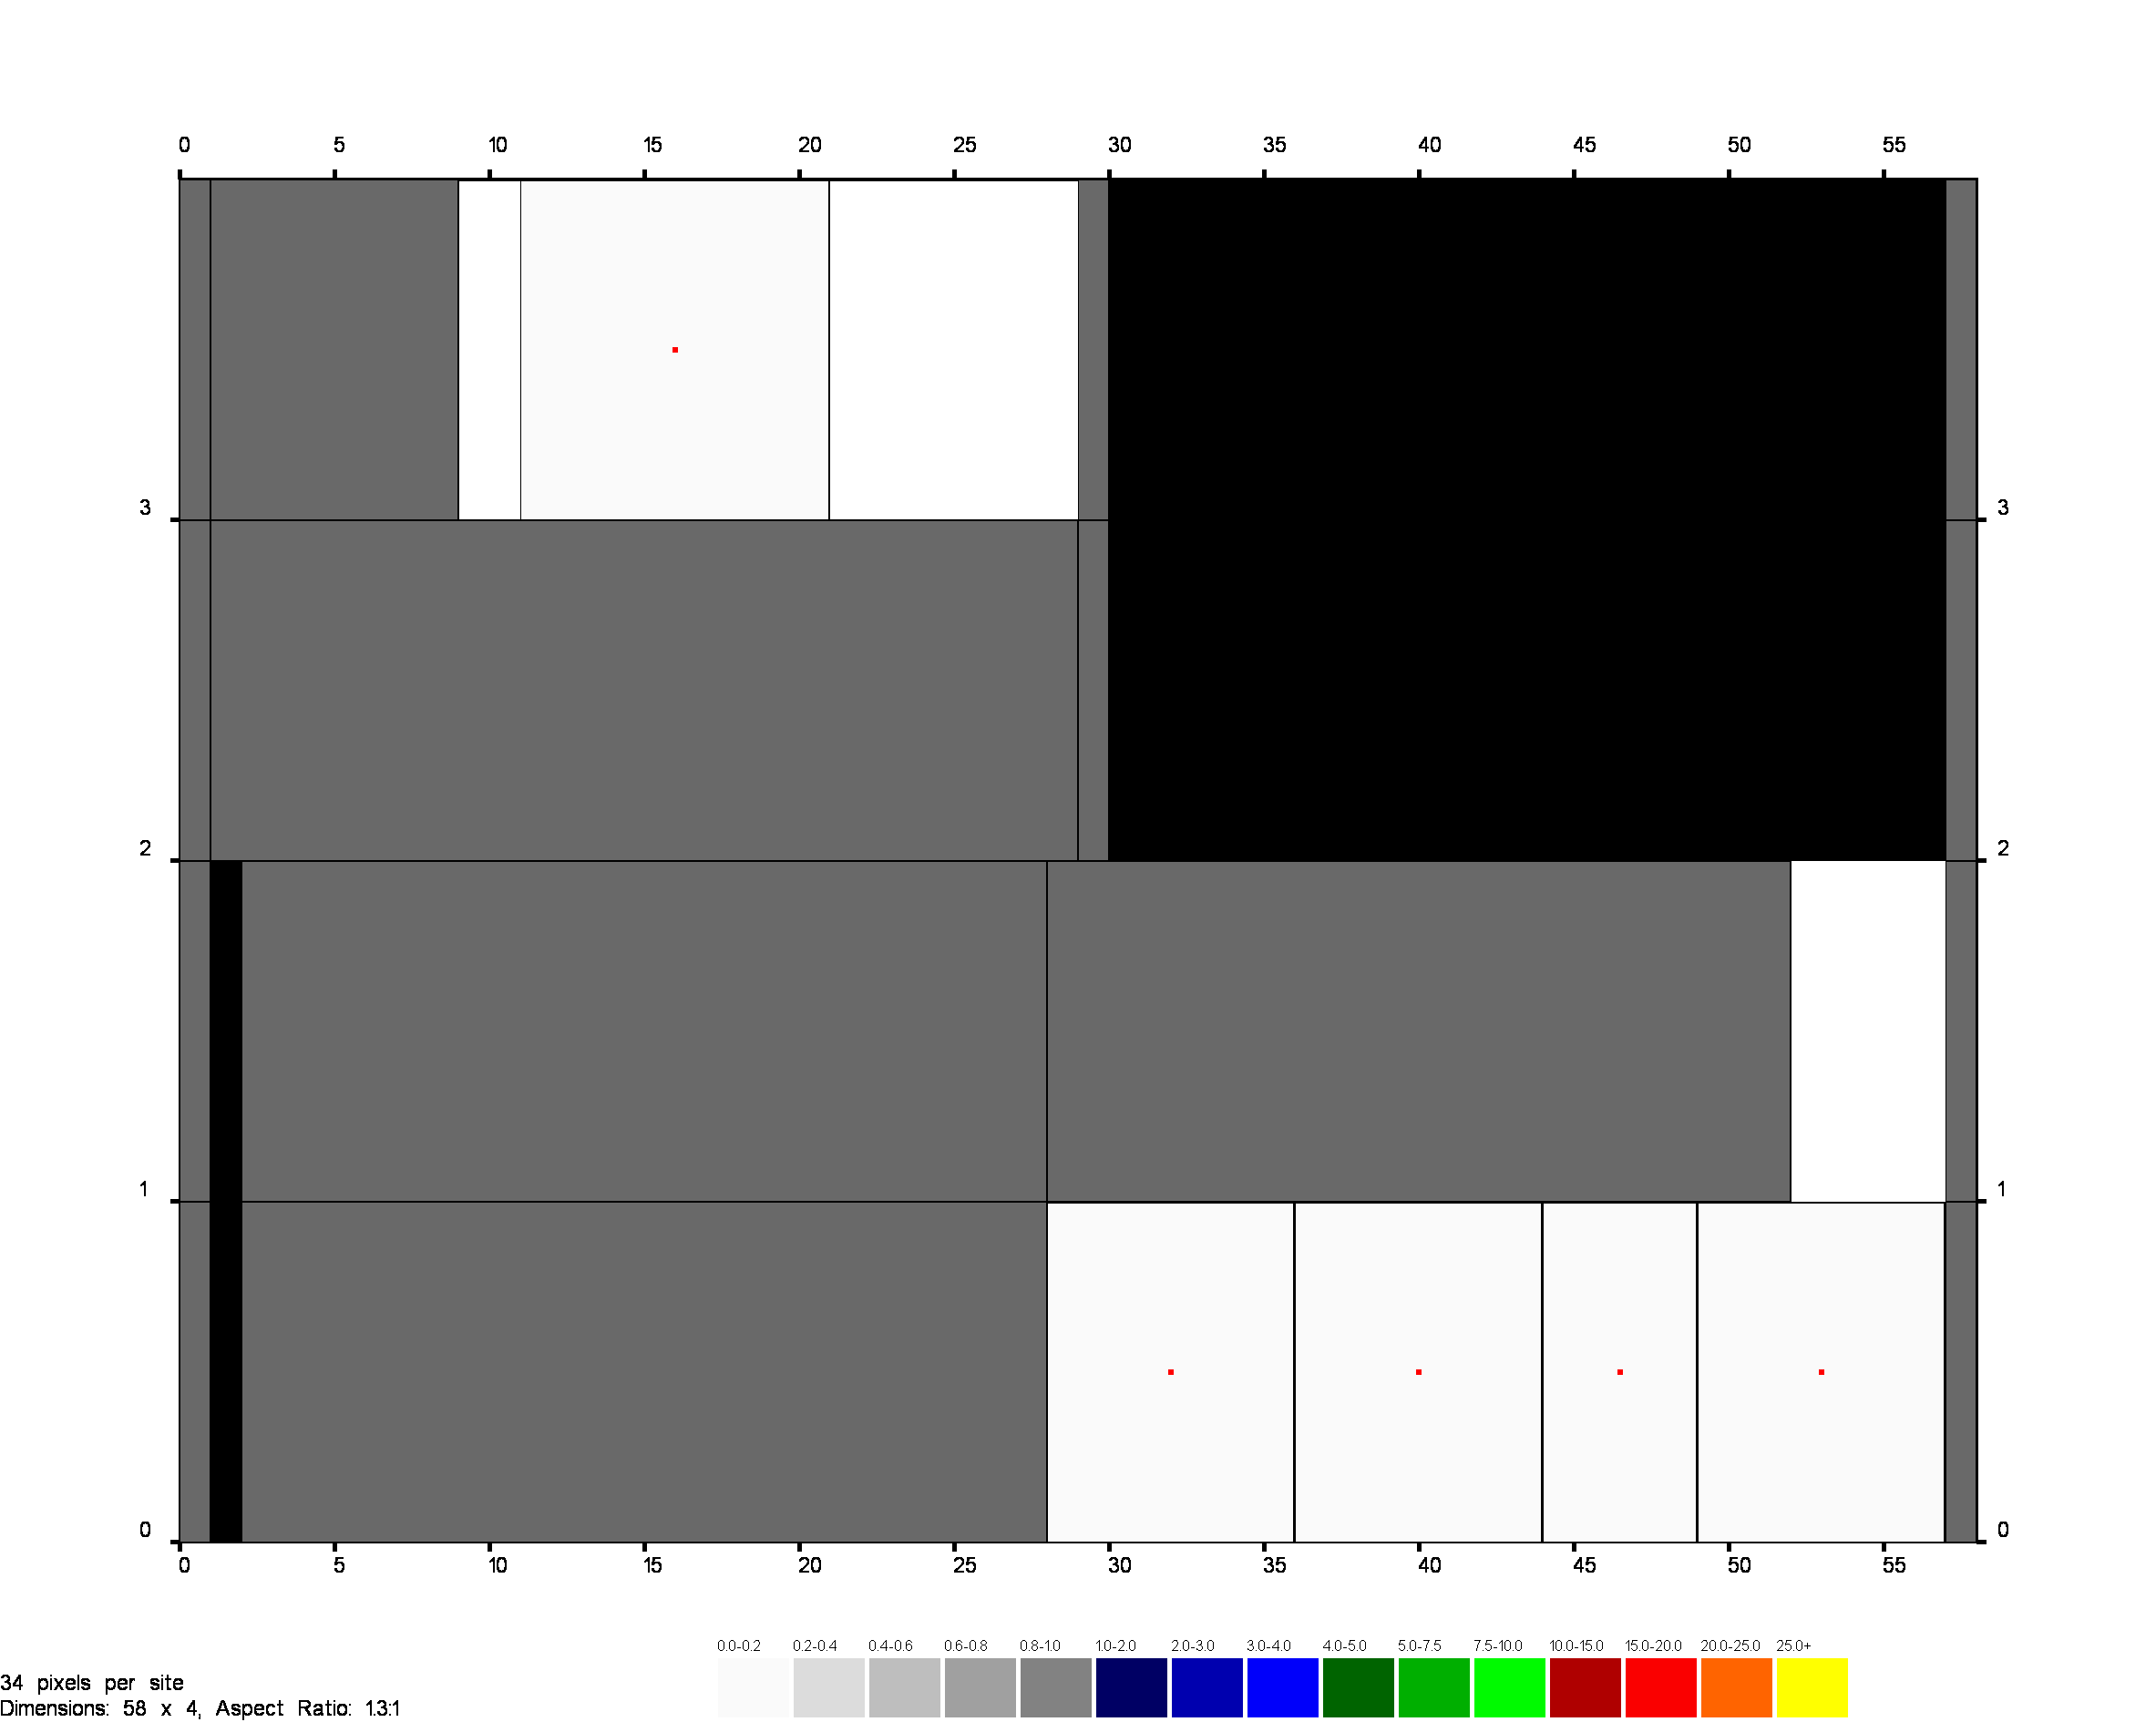 0 5 10 15 20 25 30 35 40 45 50 55
3 3
2 2
1 1
0 0
0 5 10 15 20 25 30 35 40 45 50 55
0.0-0.2 0.2-0.4 0.4-0.6 0.6-0.8 0.8-1.0 1.0-2.0 2.0-3.0 3.0-4.0 4.0-5.0 5.0-7.5 7.5-10.0 10.0-15.0 15.0-20.0 20.0-25.0 25.0+
34 pixels per site
Dimensions: 58 x 4, Aspect Ratio: 1.3:1